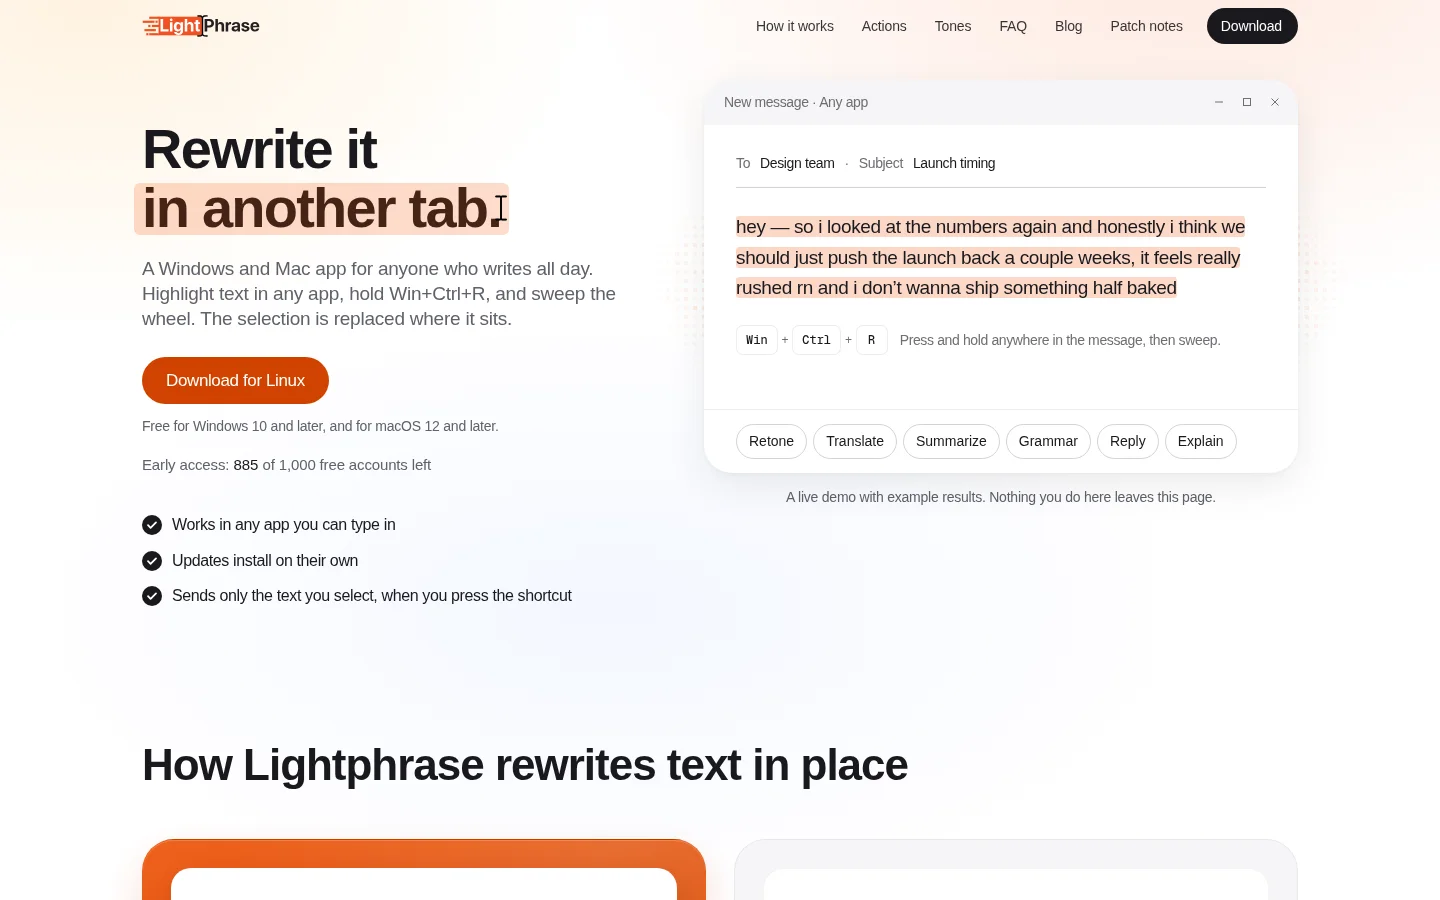 LightPhrase
How it works
Actions
Tones
FAQ
Blog
Patch notes
Download
Rewrite it
in another tab.
A Windows and Mac app for anyone who writes all day.
Highlight text in any app, hold Win+Ctrl+R, and sweep the
wheel. The selection is replaced where it sits.
Download for Linux
Free for Windows 10 and later, and for macOS 12 and later.
Early access: 885 of 1,000 free accounts left
Works in any app you can type in
Updates install on their own
Sends only the text you select, when you press the shortcut
New message · Any app
To Design team · Subject Launch timing
hey — so i looked at the numbers again and honestly i think we
should just push the launch back a couple weeks, it feels really
rushed rn and i don’t wanna ship something half baked
Win + Ctrl + R Press and hold anywhere in the message, then sweep.
Retone
Translate
Summarize
Grammar
Reply
Explain
A live demo with example results. Nothing you do here leaves this page.
How Lightphrase rewrites text in place